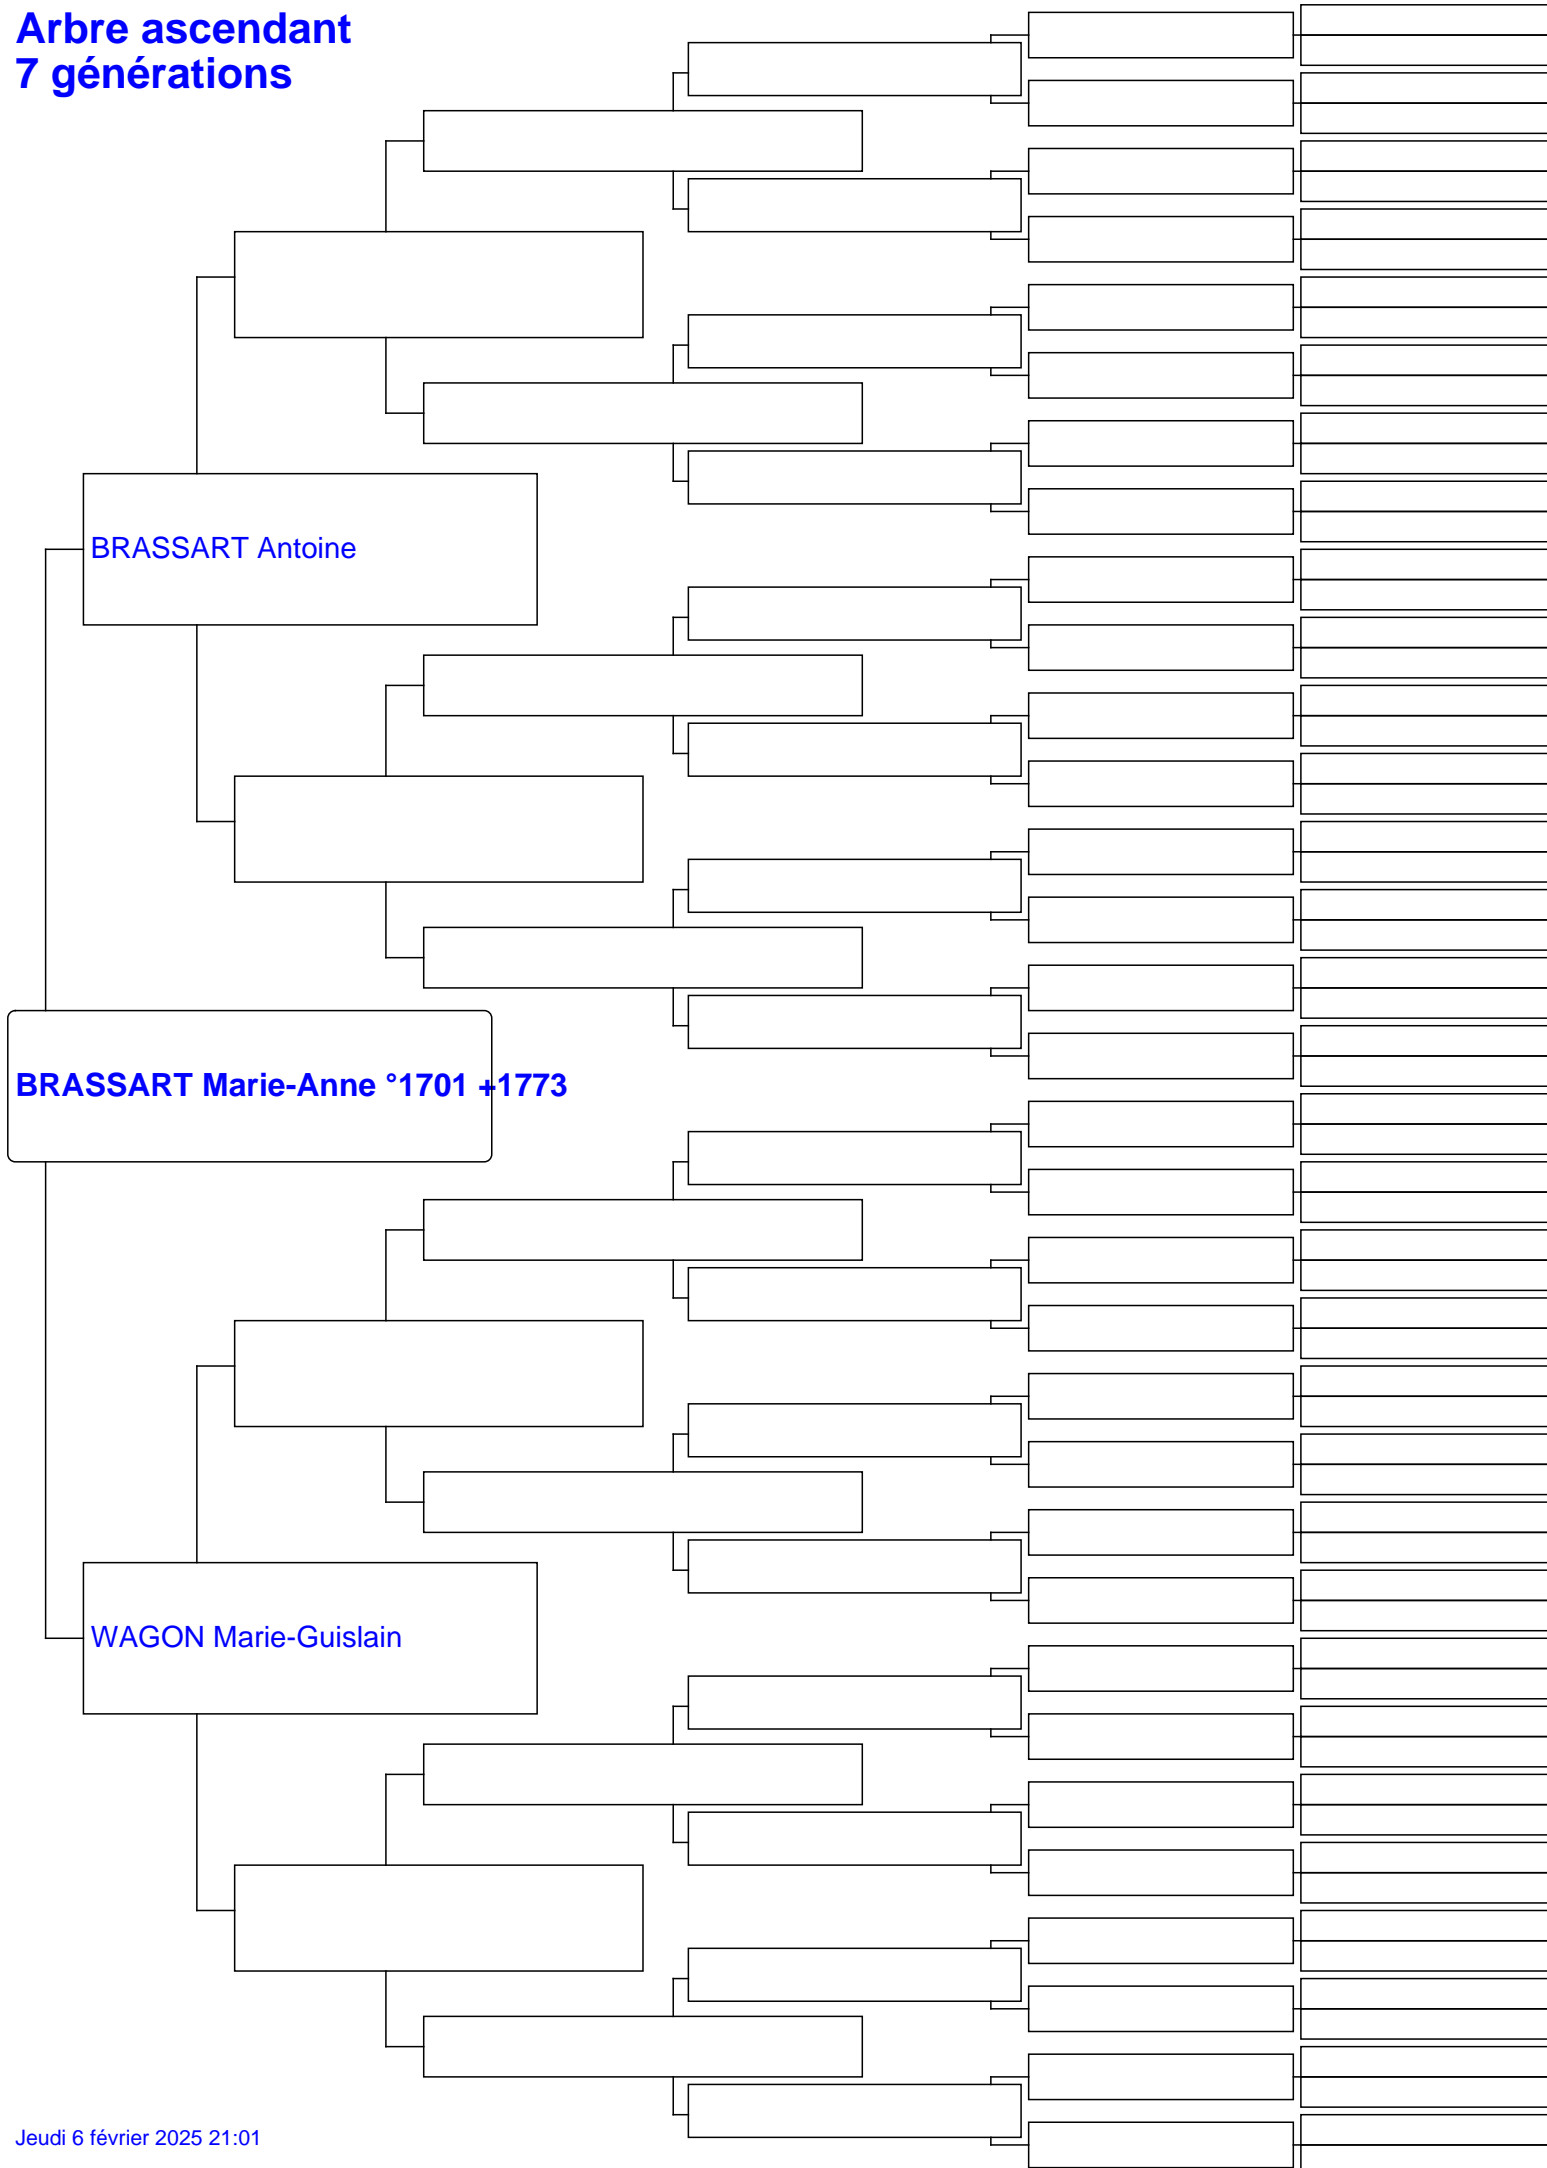 Arbre ascendant
7 générations
BRASSART Antoine
BRASSART Marie-Anne °1701 +1773
WAGON Marie-Guislain
Jeudi 6 février 2025 21:01